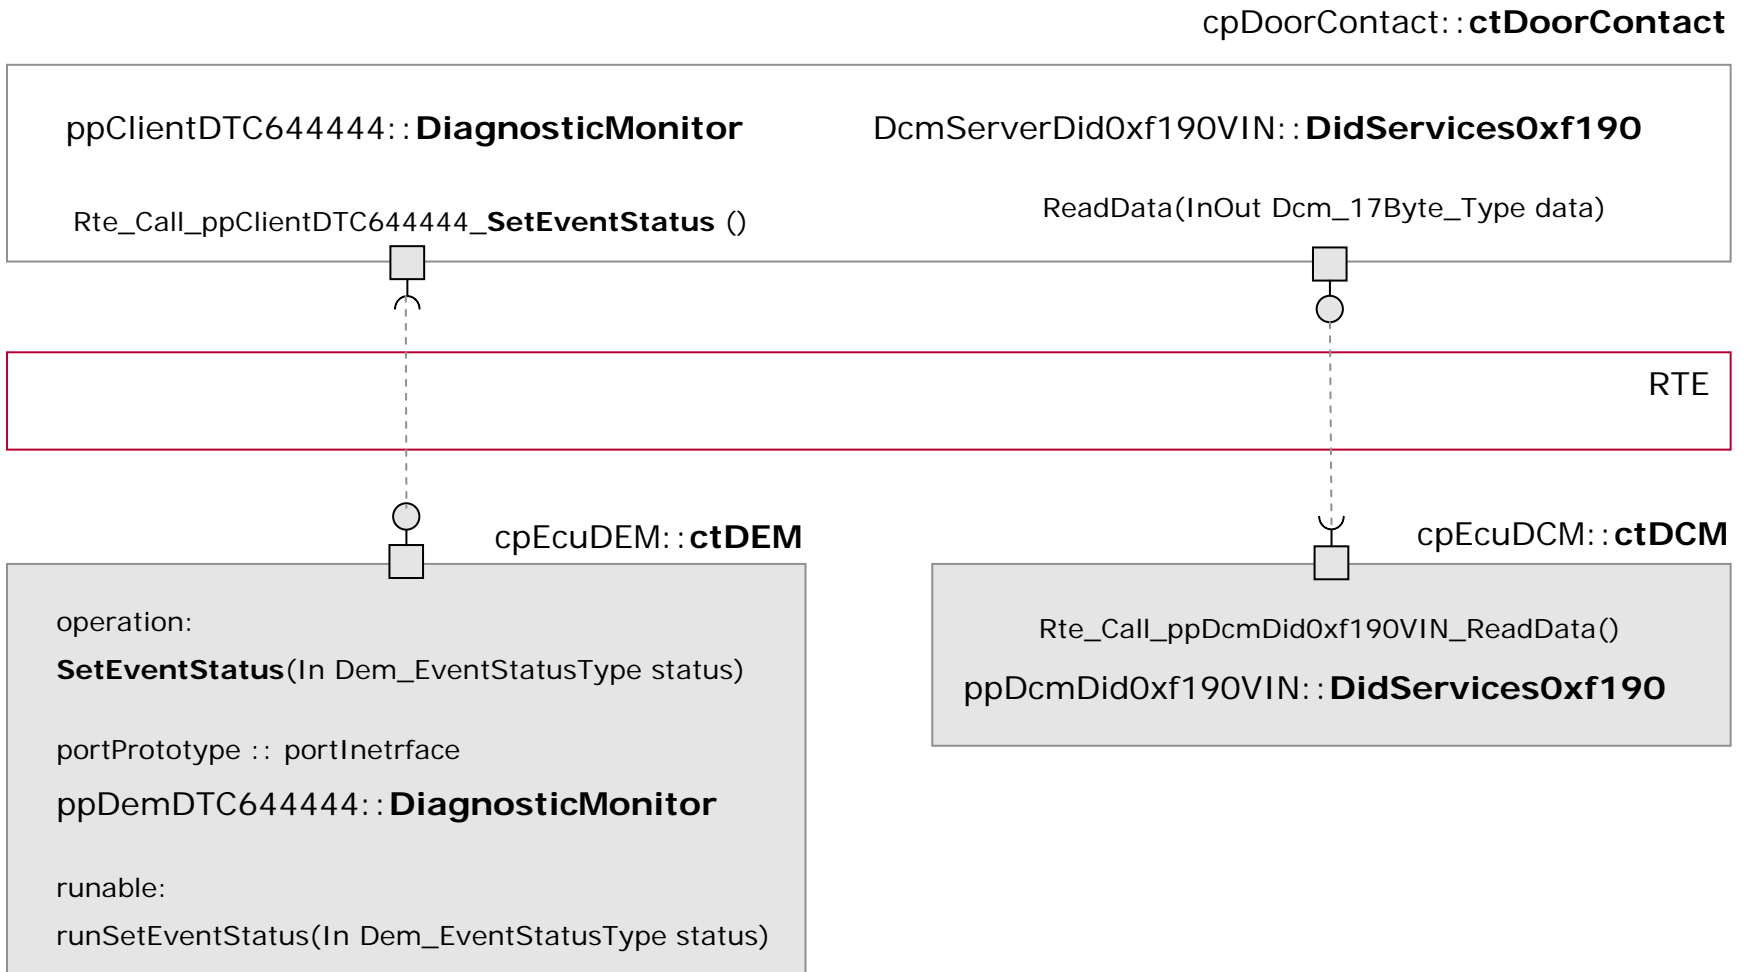 cpDoorContact::ctDoorContact
ppClientDTC644444::DiagnosticMonitor
DcmServerDid0xf190VIN::DidServices0xf190
Rte_Call_ppClientDTC644444_SetEventStatus ()
ReadData(InOut Dcm_17Byte_Type data)
RTE
cpEcuDEM::ctDEM
cpEcuDCM::ctDCM
operation:
SetEventStatus(In Dem_EventStatusType status)
portPrototype :: portInetrface
ppDemDTC644444::DiagnosticMonitor
runable:
runSetEventStatus(In Dem_EventStatusType status)
Rte_Call_ppDcmDid0xf190VIN_ReadData()
ppDcmDid0xf190VIN::DidServices0xf190